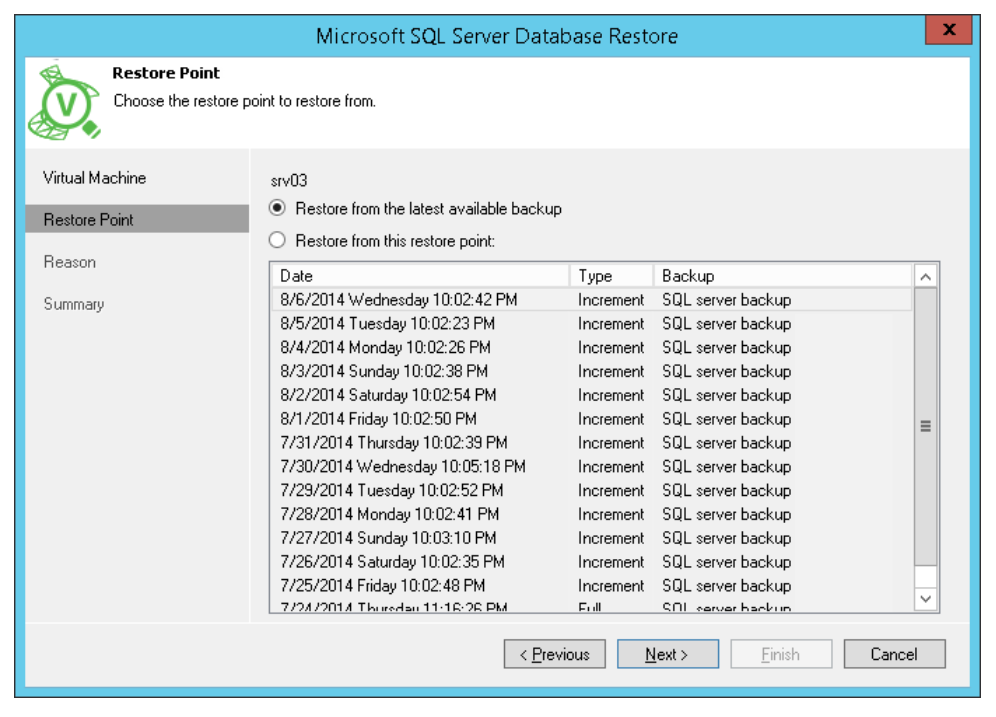 Microsoft SQL Server Database Restore
x
Restore Point
Choose the restore point to restore from.
V
Virtual Machine
Restore Point
Reason
Summary
srv03
Restore from the latest available backup
Restore from this restore point:
Date Type Backup
8/6/2014 Wednesday 10:02:42 PM Increment SQL server backup
8/5/2014 Tuesday 10:02:23 PM Increment SQL server backup
8/4/2014 Monday 10:02:26 PM Increment SQL server backup
8/3/2014 Sunday 10:02:38 PM Increment SQL server backup
8/2/2014 Saturday 10:02:54 PM Increment SQL server backup
8/1/2014 Friday 10:02:50 PM Increment SQL server backup
7/31/2014 Thursday 10:02:39 PM Increment SQL server backup
7/30/2014 Wednesday 10:05:18 PM Increment SQL server backup
7/29/2014 Tuesday 10:02:52 PM Increment SQL server backup
7/28/2014 Monday 10:02:41 PM Increment SQL server backup
7/27/2014 Sunday 10:03:10 PM Increment SQL server backup
7/26/2014 Saturday 10:02:35 PM Increment SQL server backup
7/25/2014 Friday 10:02:48 PM Increment SQL server backup
7/24/2014 Thursday 11:16:26 PM Full SQL server backup
< Previous Next > Finish Cancel